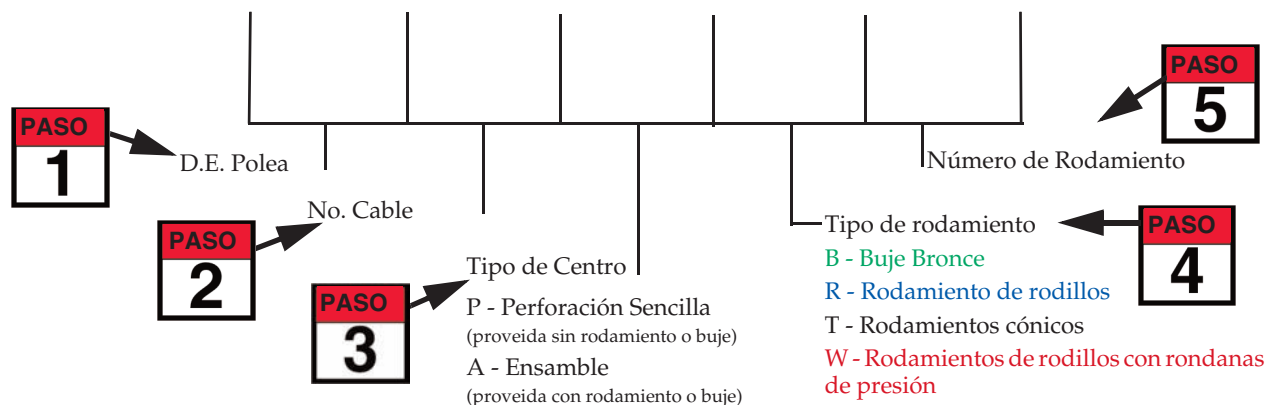 PASO
1
D.E. Polea
PASO
2
No. Cable
PASO
3
Tipo de Centro
P - Perforación Sencilla
(proveida sin rodamiento o buje)
A - Ensamble
(proveida con rodamiento o buje)
PASO
4
Tipo de rodamiento
B - Buje Bronce
R - Rodamiento de rodillos
T - Rodamientos cónicos
W - Rodamientos de rodillos con rondanas
de presión
PASO
5
Número de Rodamiento